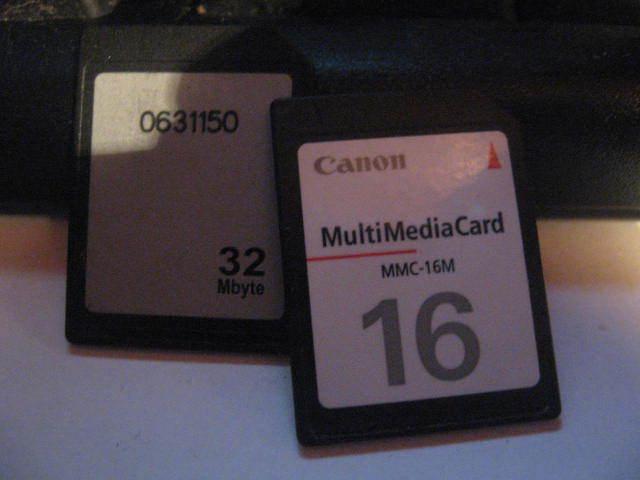 0631150
32
Mbyte
Canon
MultiMediaCard
MMC-16M
16